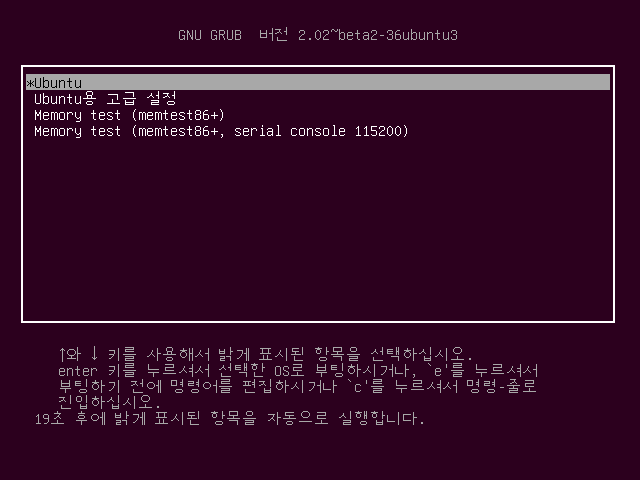 GNU GRUB 버전 2.02~beta2-36ubuntu3
*Ubuntu
Ubuntu용 고급 설정
Memory test (memtest86+)
Memory test (memtest86+, serial console 115200)
↑와 ↓ 키를 사용해서 밝게 표시된 항목을 선택하십시오.
enter 키를 누르셔서 선택한 OS로 부팅하시거나, `e'를 누르셔서
부팅하기 전에 명령어를 편집하시거나 `c'를 누르셔서 명령-줄로
진입하십시오.
19초 후에 밝게 표시된 항목을 자동으로 실행합니다.